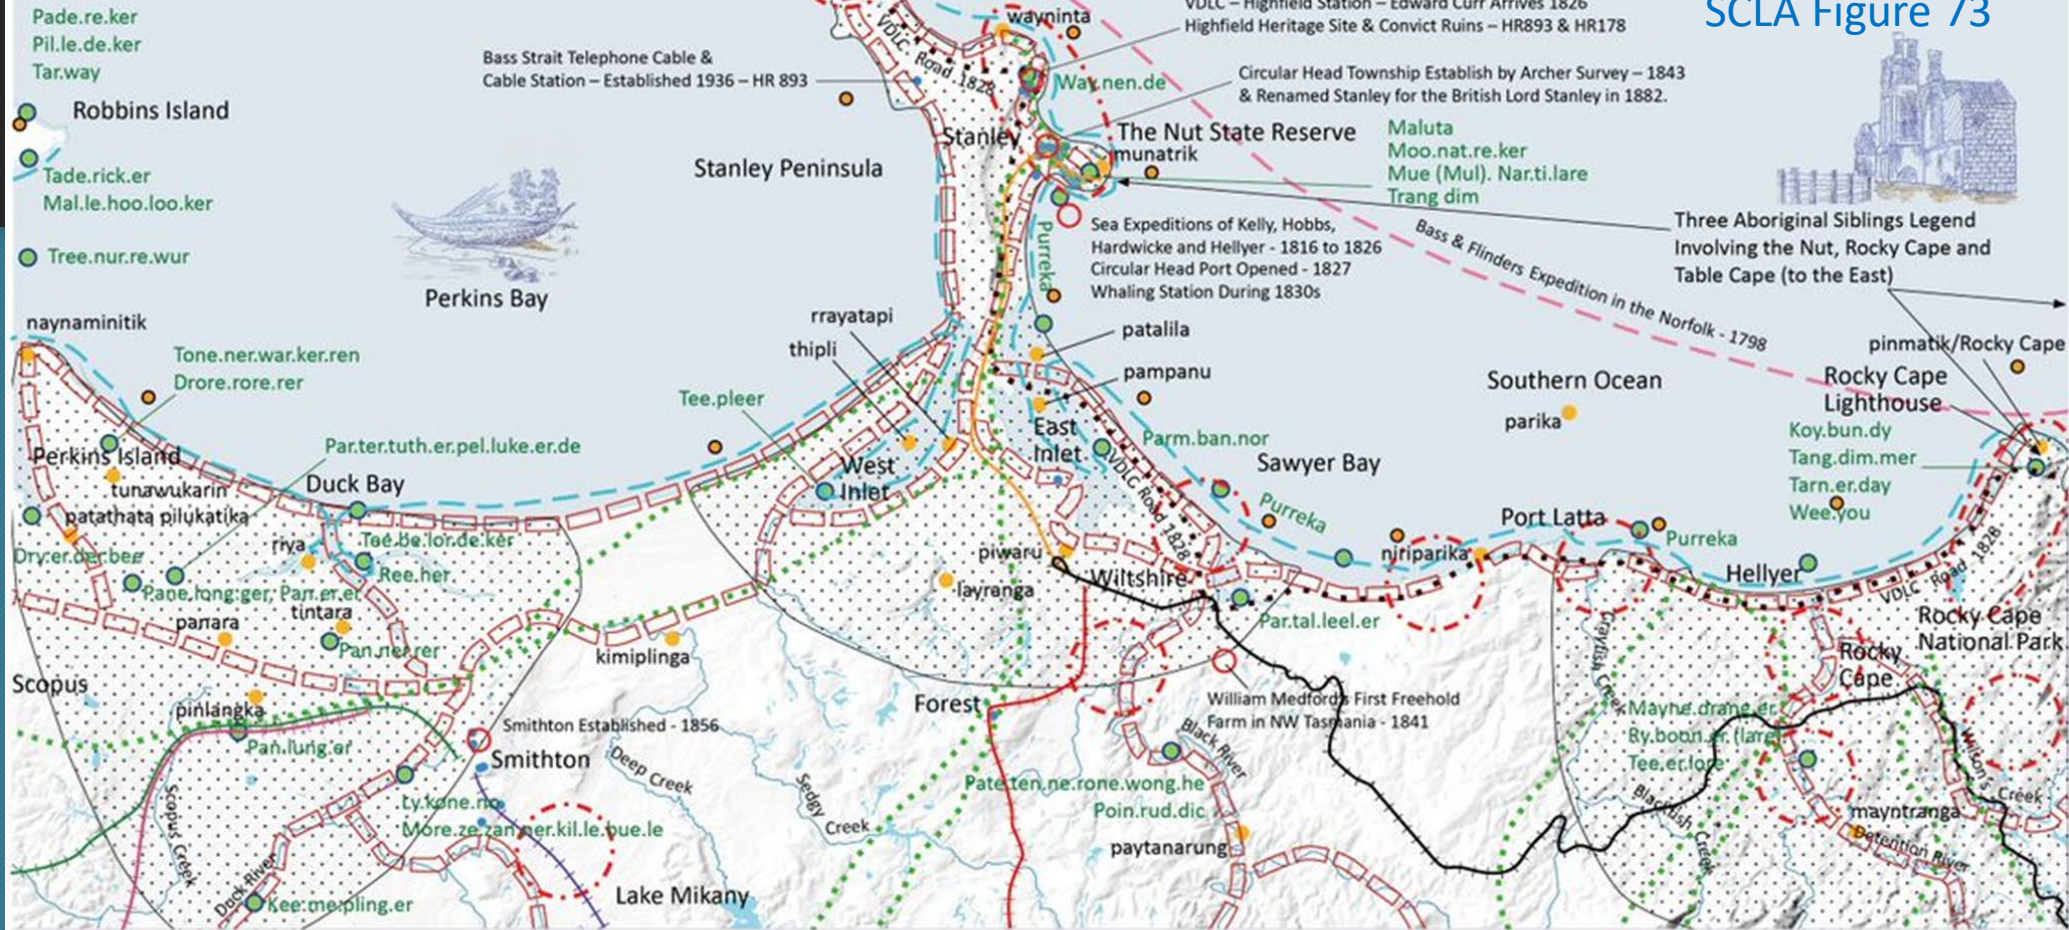 SCLA Figure 73
Pade.re.ker
Pil.le.de.ker
Tar.way
Robbins Island
Tade.rick.er
Mal.le.hoo.loo.ker
Tree.nur.re.wur
Bass Strait Telephone Cable &
Cable Station – Established 1936 – HR 893
VDLC. Road 1828
wayninta
VDLC – Highfield Station – Edward Curr Arrives 1826
Highfield Heritage Site & Convict Ruins – HR893 & HR178
Way.nen.de
Circular Head Township Establish by Archer Survey – 1843
& Renamed Stanley for the British Lord Stanley in 1882.
Stanley
The Nut State Reserve
munatrik
Maluta
Moo.nat.re.ker
Mue (Mul). Nar.ti.lare
Trang dim
Stanley Peninsula
Purreka
Sea Expeditions of Kelly, Hobbs,
Hardwicke and Hellyer - 1816 to 1826
Circular Head Port Opened - 1827
Whaling Station During 1830s
Three Aboriginal Siblings Legend
Involving the Nut, Rocky Cape and
Table Cape (to the East)
Bass & Flinders Expedition in the Norfolk - 1798
Perkins Bay
naynaminitik
Tone.ner.war.ker.ren
Drore.rore.rer
rrayatapi
thipli
patalila
pampanu
pinmatik/Rocky Cape
Rocky Cape
Lighthouse
Southern Ocean
parika
Tee.pleer
Par.ter.tuth.er.pel.luke.er.de
East
Inlet
Parm.ban.nor
Sawyer Bay
Koy.bun.dy
Tang.dim.mer
Tarn.er.day
Wee.you
Perkins Island
tunawukarin
patathata pilukatika
Duck Bay
West
Inlet
VDLC Road 1828
Purreka
Port Latta
Purreka
Dry.er.der.bee
riya
Tee.be.lor.de.ker
Ree.her
Pane.long.ger, Parr.er.er
piwaru
Wiltshire
layranga
niriparika
Hellyer
VDLC Road 1828
parrara
tintara
Pan.ner.rer
kimiplinga
Par.tal.leel.er
Crayfish Creek
Rocky Cape
National Park
Rocky
Cape
Scopus
pinlangka
Pan.lung.er
Smithton Established - 1856
Smithton
Forest
William Medford's First Freehold
Farm in NW Tasmania - 1841
Mayne.drang.er
Ry.boun.er.(lare)
Tee.er.lore
Deep Creek
Sedgy
Creek
Black River
Pate.ten.ne.rone.wong.he
Poin.rud.dic
Wilson's
Creek
Scopus Creek
Ly.kone.no
More.ze.zan.ner.kil.le.bue.le
Blackish Creek
mayntranga
Detention River
paytanarung
Duck River
Kee.me.pling.er
Lake Mikany